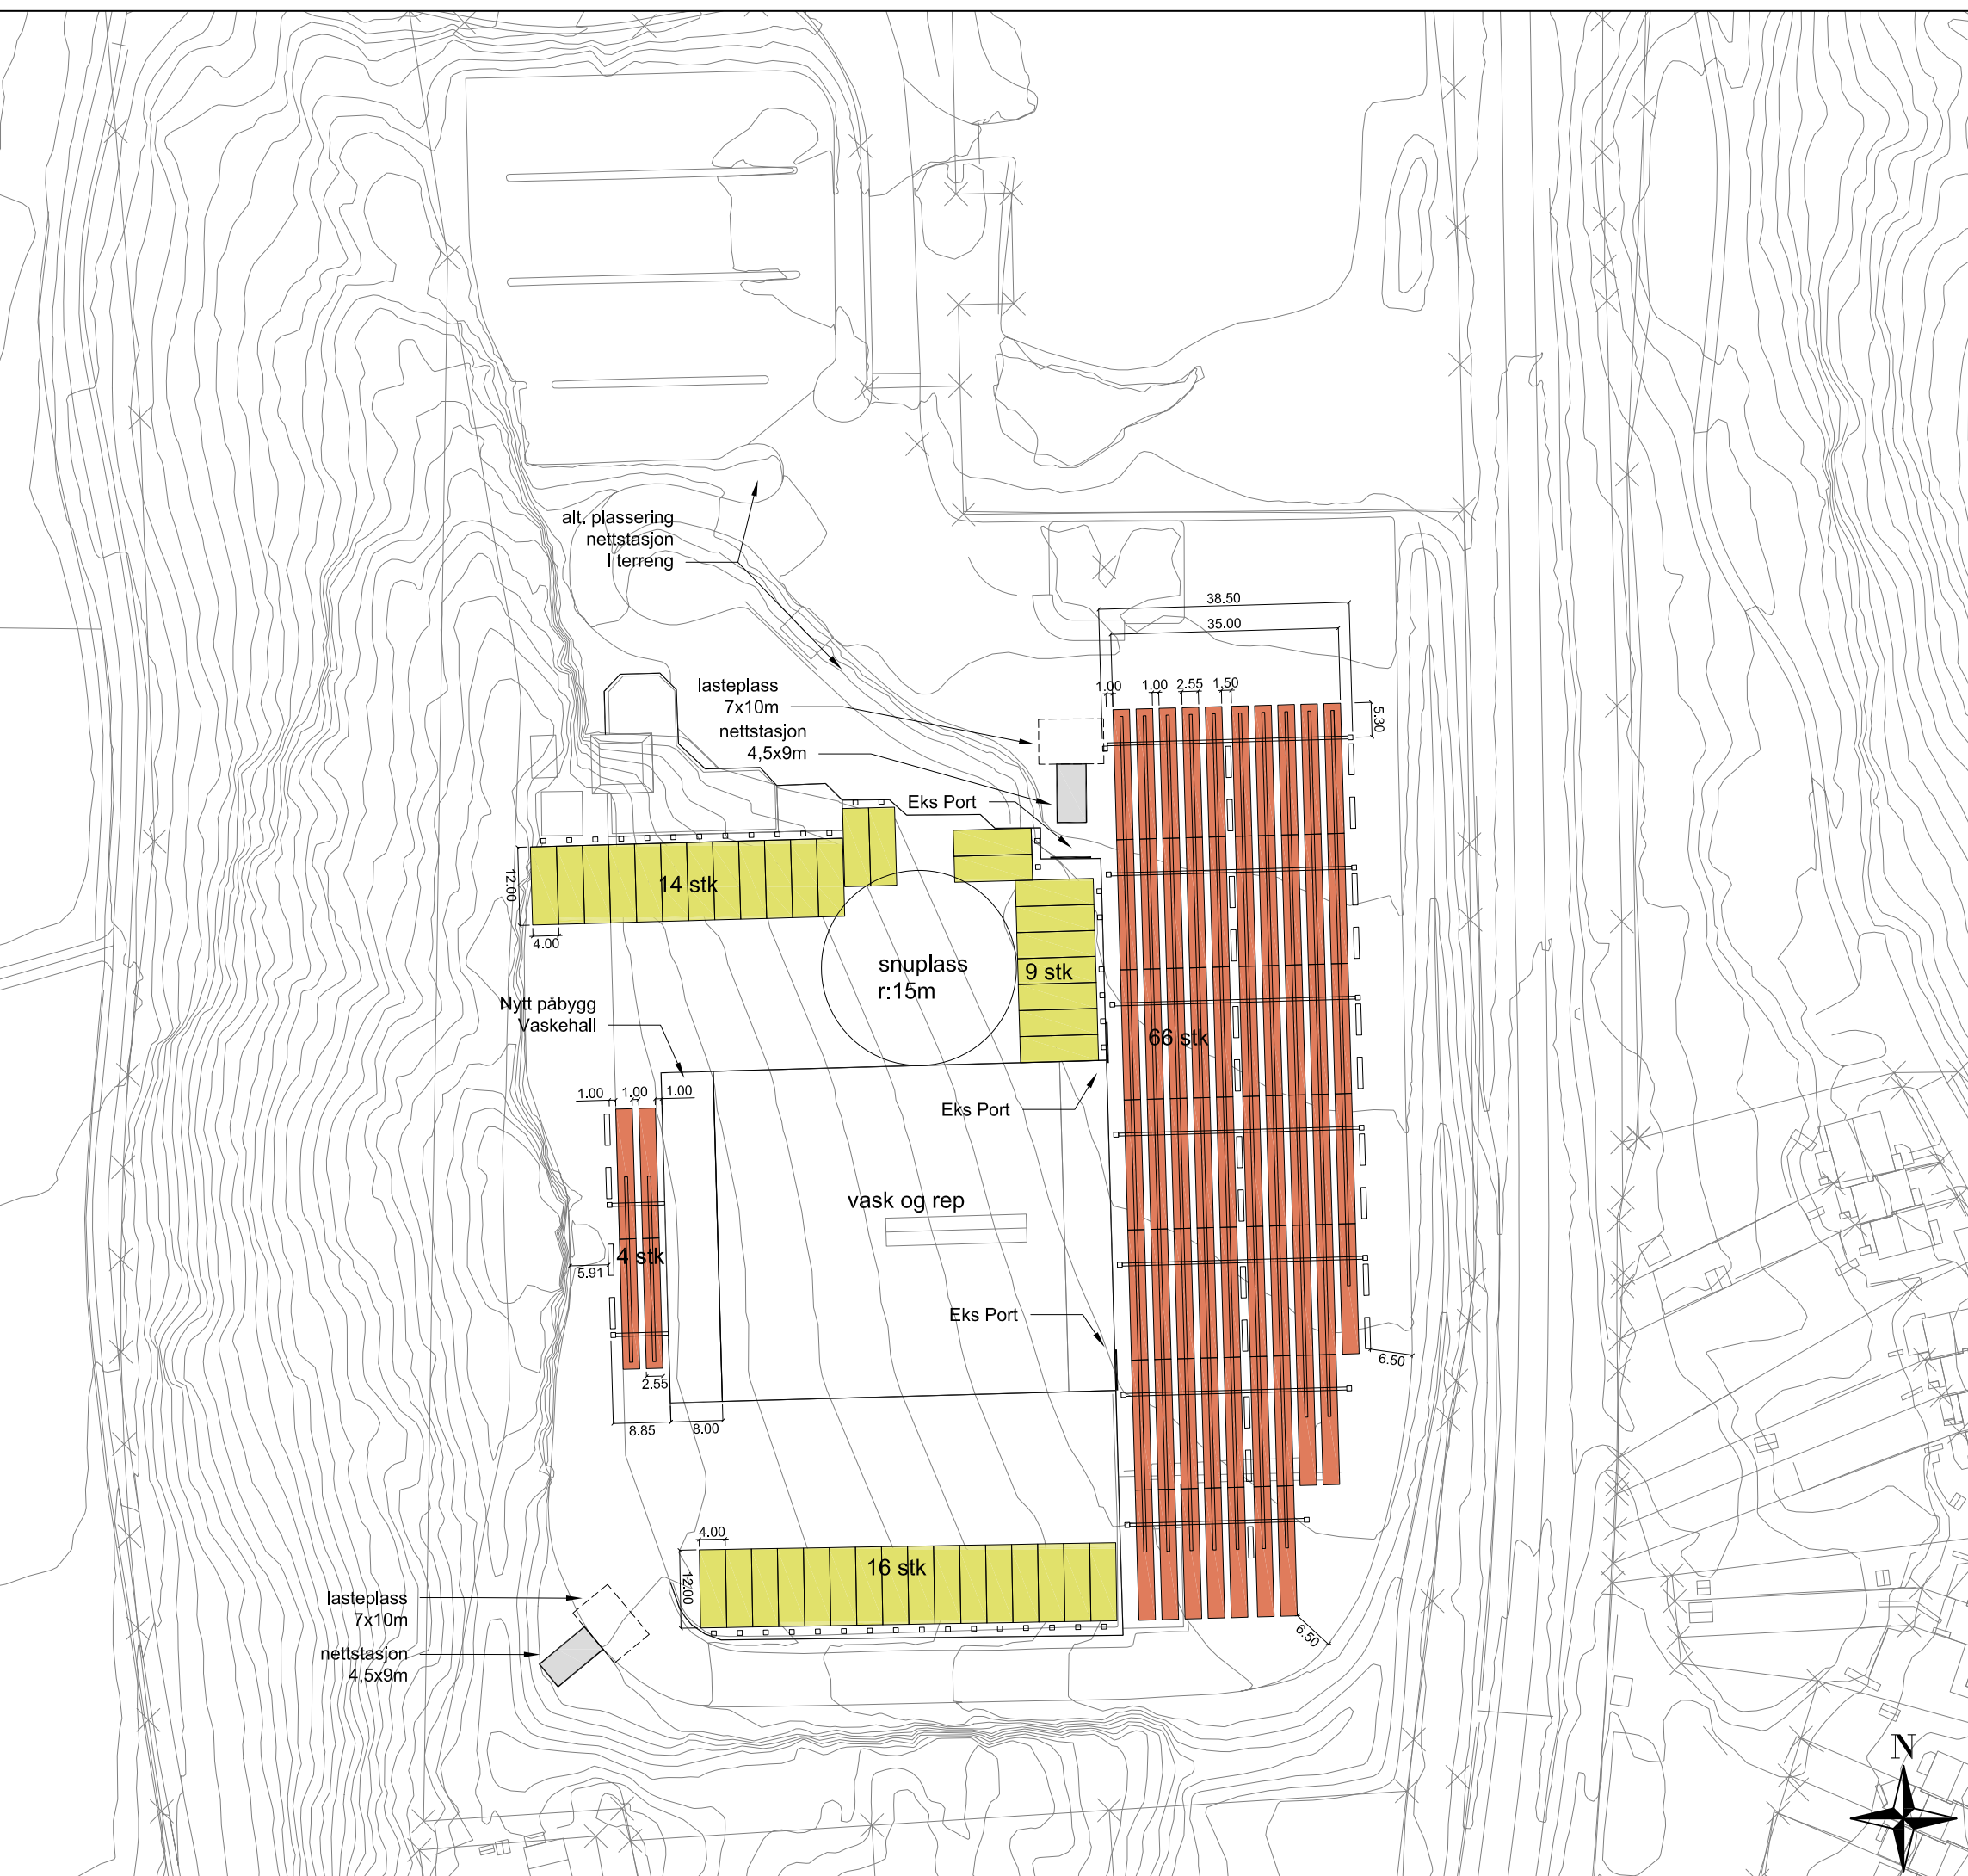 alt. plassering
nettstasjon
I terreng
38.50
35.00
lasteplass
7x10m
nettstasjon
4,5x9m
1.00
1.00
2.55
1.50
5.30
Eks Port
12.00
14 stk
4.00
snuplass
r:15m
9 stk
66 stk
Nytt påbygg
Vaskehall
1.00
1.00
1.00
Eks Port
vask og rep
4 stk
5.91
Eks Port
6.50
2.55
8.85
8.00
4.00
12.00
16 stk
lasteplass
7x10m
nettstasjon
4,5x9m
6.50
N